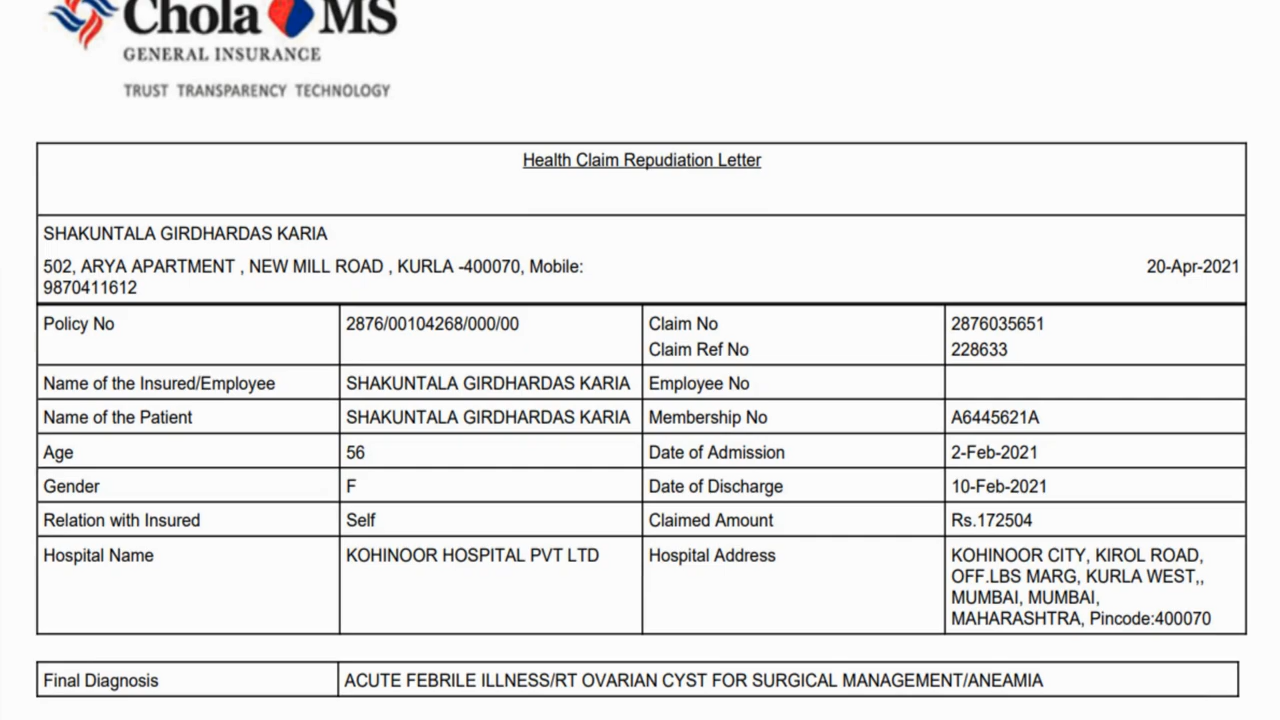 Chola MS
GENERAL INSURANCE
TRUST TRANSPARENCY TECHNOLOGY
Health Claim Repudiation Letter
SHAKUNTALA GIRDHARDAS KARIA
502, ARYA APARTMENT , NEW MILL ROAD , KURLA -400070, Mobile:
9870411612
20-Apr-2021
Policy No 2876/00104268/000/00 Claim No 2876035651
Claim Ref No 228633
Name of the Insured/Employee SHAKUNTALA GIRDHARDAS KARIA Employee No
Name of the Patient SHAKUNTALA GIRDHARDAS KARIA Membership No A6445621A
Age 56 Date of Admission 2-Feb-2021
Gender F Date of Discharge 10-Feb-2021
Relation with Insured Self Claimed Amount Rs.172504
Hospital Name KOHINOOR HOSPITAL PVT LTD Hospital Address KOHINOOR CITY, KIROL ROAD,
OFF.LBS MARG, KURLA WEST,,
MUMBAI, MUMBAI,
MAHARASHTRA, Pincode:400070
Final Diagnosis ACUTE FEBRILE ILLNESS/RT OVARIAN CYST FOR SURGICAL MANAGEMENT/ANEAMIA